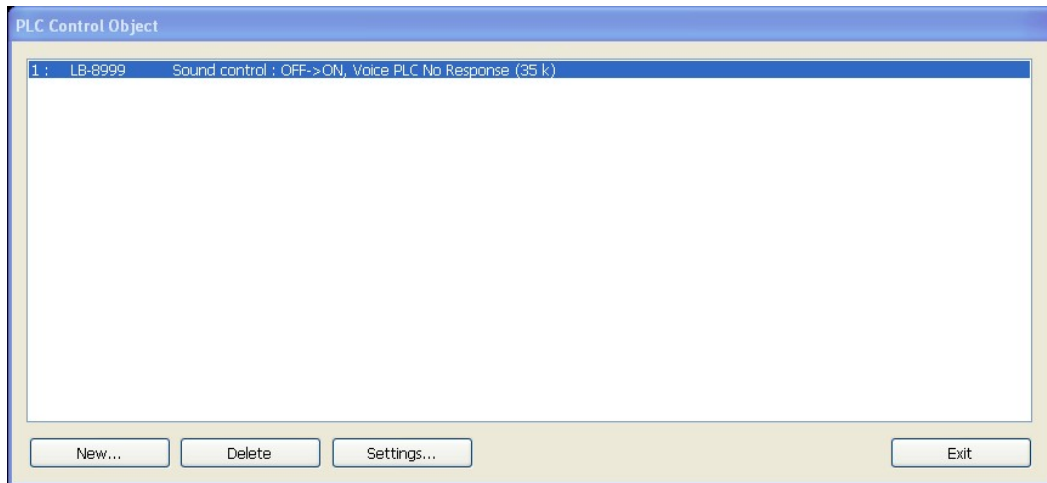 PLC Control Object
1 : LB-8999 Sound control : OFF->ON, Voice PLC No Response (35 k)
New... Delete Settings... Exit